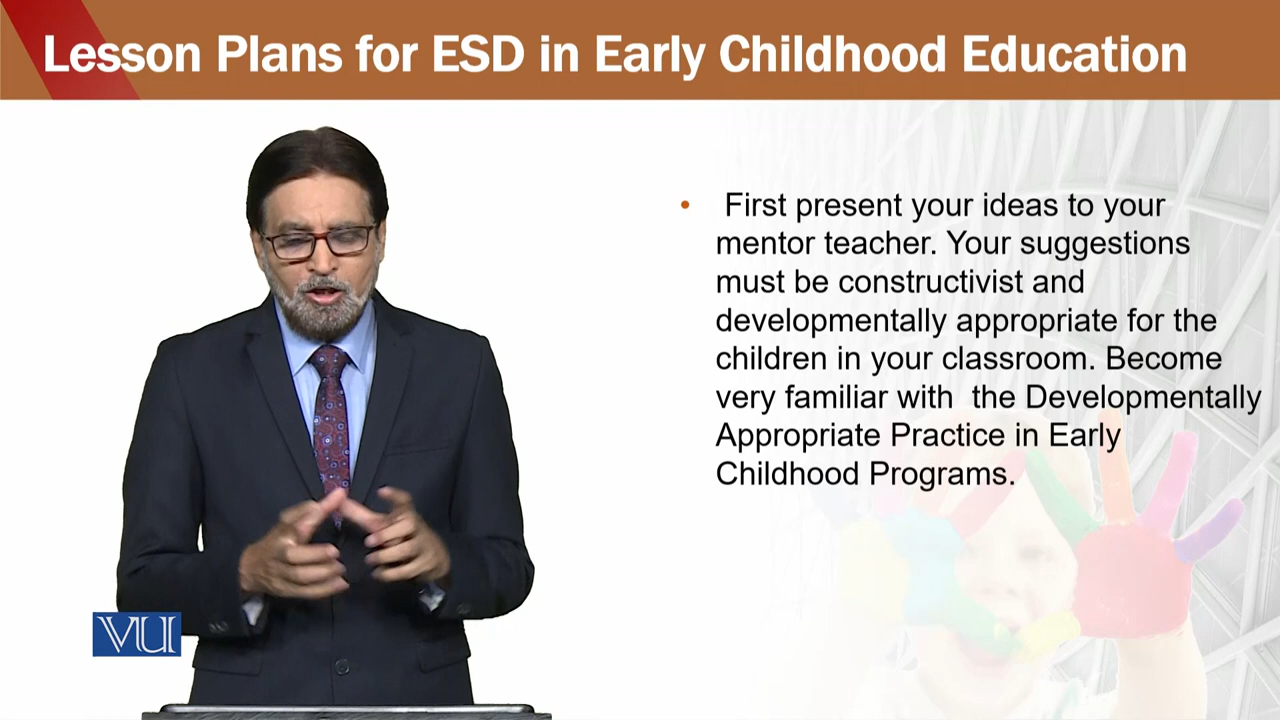 Lesson Plans for ESD in Early Childhood Education
• First present your ideas to your
mentor teacher. Your suggestions
must be constructivist and
developmentally appropriate for the
children in your classroom. Become
very familiar with  the Developmentally
Appropriate Practice in Early
Childhood Programs.
VU